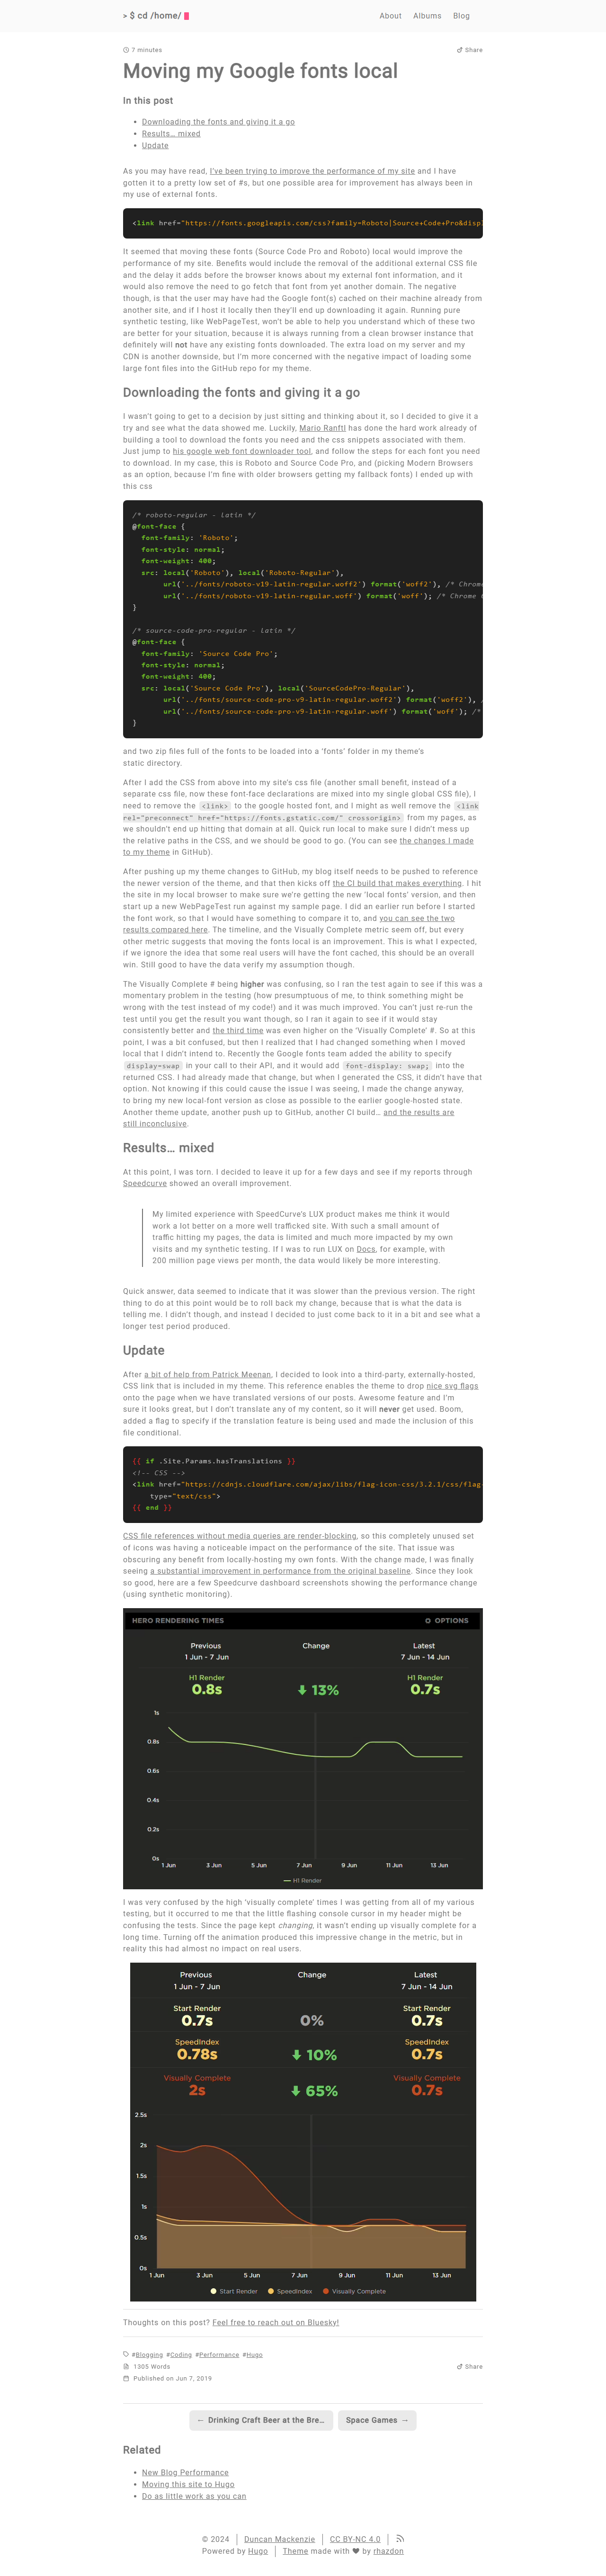 > $ cd /home/
About Albums Blog
7 minutes
Share
Moving my Google fonts local
In this post
Downloading the fonts and giving it a go
Results… mixed
Update
As you may have read, I've been trying to improve the performance of my site and I have
gotten it to a pretty low set of #s, but one possible area for improvement has always been in
my use of external fonts.
<link href="https://fonts.googleapis.com/css?family=Roboto|Source+Code+Pro&displ
It seemed that moving these fonts (Source Code Pro and Roboto) local would improve the
performance of my site. Benefits would include the removal of the additional external CSS file
and the delay it adds before the browser knows about my external font information, and it
would also remove the need to go fetch that font from yet another domain. The negative
though, is that the user may have had the Google font(s) cached on their machine already from
another site, and if I host it locally then they'll end up downloading it again. Running pure
synthetic testing, like WebPageTest, won't be able to help you understand which of these two
are better for your situation, because it is always running from a clean browser instance that
definitely will not have any existing fonts downloaded. The extra load on my server and my
CDN is another downside, but I'm more concerned with the negative impact of loading some
large font files into the GitHub repo for my theme.
Downloading the fonts and giving it a go
I wasn't going to get to a decision by just sitting and thinking about it, so I decided to give it a
try and see what the data showed me. Luckily, Mario Ranftl has done the hard work already of
building a tool to download the fonts you need and the css snippets associated with them.
Just jump to his google web font downloader tool, and follow the steps for each font you need
to download. In my case, this is Roboto and Source Code Pro, and (picking Modern Browsers
as an option, because I'm fine with older browsers getting my fallback fonts) I ended up with
this css
/* roboto-regular - latin */
@font-face {
font-family: 'Roboto';
font-style: normal;
font-weight: 400;
src: local('Roboto'), local('Roboto-Regular'),
url('../fonts/roboto-v19-latin-regular.woff2') format('woff2'), /* Chrome
url('../fonts/roboto-v19-latin-regular.woff') format('woff'); /* Chrome
}
/* source-code-pro-regular - latin */
@font-face {
font-family: 'Source Code Pro';
font-style: normal;
font-weight: 400;
src: local('Source Code Pro'), local('SourceCodePro-Regular'),
url('../fonts/source-code-pro-v9-latin-regular.woff2') format('woff2'),
url('../fonts/source-code-pro-v9-latin-regular.woff') format('woff'); /*
}
and two zip files full of the fonts to be loaded into a 'fonts' folder in my theme's
static directory.
After I add the CSS from above into my site's css file (another small benefit, instead of a
separate css file, now these font-face declarations are mixed into my single global CSS file), I
need to remove the <link> to the google hosted font, and I might as well remove the <link
rel="preconnect" href="https://fonts.gstatic.com/" crossorigin> from my pages, as
we shouldn't end up hitting that domain at all. Quick run local to make sure I didn't mess up
the relative paths in the CSS, and we should be good to go. (You can see the changes I made
to my theme in GitHub).
After pushing up my theme changes to GitHub, my blog itself needs to be pushed to reference
the newer version of the theme, and that then kicks off the CI build that makes everything. I hit
the site in my local browser to make sure we're getting the new 'local fonts' version, and then
start up a new WebPageTest run against my sample page. I did an earlier run before I started
the font work, so that I would have something to compare it to, and you can see the two
results compared here. The timeline, and the Visually Complete metric seem off, but every
other metric suggests that moving the fonts local is an improvement. This is what I expected,
if we ignore the idea that some real users will have the font cached, this should be an overall
win. Still good to have the data verify my assumption though.
The Visually Complete # being higher was confusing, so I ran the test again to see if this was a
momentary problem in the testing (how presumptuous of me, to think something might be
wrong with the test instead of my code!) and it was much improved. You can't just re-run the
test until you get the result you want though, so I ran it again to see if it would stay
consistently better and the third time was even higher on the 'Visually Complete' #. So at this
point, I was a bit confused, but then I realized that I had changed something when I moved
local that I didn't intend to. Recently the Google fonts team added the ability to specify
display=swap in your call to their API, and it would add font-display: swap; into the
returned CSS. I had already made that change, but when I generated the CSS, it didn't have that
option. Not knowing if this could cause the issue I was seeing, I made the change anyway,
to bring my new local-font version as close as possible to the earlier google-hosted state.
Another theme update, another push up to GitHub, another CI build… and the results are
still inconclusive.
Results… mixed
At this point, I was torn. I decided to leave it up for a few days and see if my reports through
Speedcurve showed an overall improvement.
My limited experience with SpeedCurve's LUX product makes me think it would
work a lot better on a more well trafficked site. With such a small amount of
traffic hitting my pages, the data is limited and much more impacted by my own
visits and my synthetic testing. If I was to run LUX on Docs, for example, with
200 million page views per month, the data would likely be more interesting.
Quick answer, data seemed to indicate that it was slower than the previous version. The right
thing to do at this point would be to roll back my change, because that is what the data is
telling me. I didn't though, and instead I decided to just come back to it in a bit and see what a
longer test period produced.
Update
After a bit of help from Patrick Meenan, I decided to look into a third-party, externally-hosted,
CSS link that is included in my theme. This reference enables the theme to drop nice svg flags
onto the page when we have translated versions of our posts. Awesome feature and I'm
sure it looks great, but I don't translate any of my content, so it will never get used. Boom,
added a flag to specify if the translation feature is being used and made the inclusion of this
file conditional.
{{ if .Site.Params.hasTranslations }}
<!-- CSS -->
<link href="https://cdnjs.cloudflare.com/ajax/libs/flag-icon-css/3.2.1/css/flag-
type="text/css">
{{ end }}
CSS file references without media queries are render-blocking, so this completely unused set
of icons was having a noticeable impact on the performance of the site. That issue was
obscuring any benefit from locally-hosting my own fonts. With the change made, I was finally
seeing a substantial improvement in performance from the original baseline. Since they look
so good, here are a few Speedcurve dashboard screenshots showing the performance change
(using synthetic monitoring).
HERO RENDERING TIMES
OPTIONS
Previous Change Latest
1 Jun - 7 Jun 7 Jun - 14 Jun
H1 Render H1 Render
0.8s 13% 0.7s
1s
0.8s
0.6s
0.4s
0.2s
0s
1 Jun 3 Jun 5 Jun 7 Jun 9 Jun 11 Jun 13 Jun
H1 Render
I was very confused by the high 'visually complete' times I was getting from all of my various
testing, but it occurred to me that the little flashing console cursor in my header might be
confusing the tests. Since the page kept changing, it wasn't ending up visually complete for a
long time. Turning off the animation produced this impressive change in the metric, but in
reality this had almost no impact on real users.
Previous Change Latest
1 Jun - 7 Jun 7 Jun - 14 Jun
Start Render Start Render
0.7s 0% 0.7s
SpeedIndex SpeedIndex
0.78s 10% 0.7s
Visually Complete Visually Complete
2s 65% 0.7s
2.5s
2s
1.5s
1s
0.5s
0s
1 Jun 3 Jun 5 Jun 7 Jun 9 Jun 11 Jun 13 Jun
Start Render SpeedIndex Visually Complete
Thoughts on this post? Feel free to reach out on Bluesky!
#Blogging #Coding #Performance #Hugo
1305 Words
Share
Published on Jun 7, 2019
← Drinking Craft Beer at the Bre…
Space Games →
Related
New Blog Performance
Moving this site to Hugo
Do as little work as you can
© 2024 Duncan Mackenzie CC BY-NC 4.0
Powered by Hugo Theme made with ❤ by rhazdon